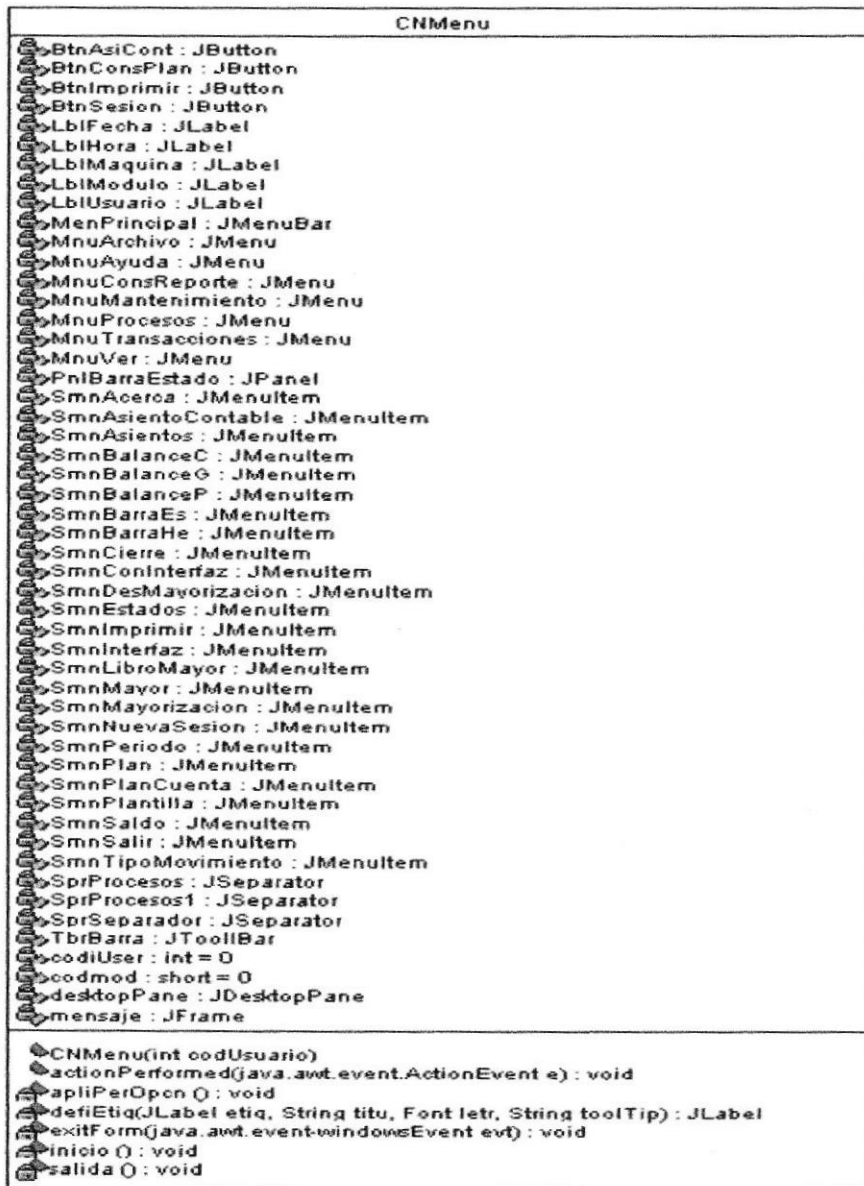 CNMenu
BtnAsiCont : JButton
BtnConsPlan : JButton
BtnImprimir : JButton
BtnSesion : JButton
LblFecha : JLabel
LblHora : JLabel
LblMaquina : JLabel
LblModulo : JLabel
LblUsuario : JLabel
MenPrincipal : JMenuBar
MnuArchivo : JMenu
MnuAyuda : JMenu
MnuConsReporte : JMenu
MnuMantenimiento : JMenu
MnuProcesos : JMenu
MnuTransacciones : JMenu
MnuVer : JMenu
PnlBarraEstado : JPanel
SmnAcerca : JMenuItem
SmnAsientoContable : JMenuItem
SmnAsientos : JMenuItem
SmnBalanceC : JMenuItem
SmnBalanceG : JMenuItem
SmnBalanceP : JMenuItem
SmnBarraEs : JMenuItem
SmnBarraHe : JMenuItem
SmnCierre : JMenuItem
SmnConInterfaz : JMenuItem
SmnDesMayorizacion : JMenuItem
SmnEstados : JMenuItem
SmnImprimir : JMenuItem
SmnInterfaz : JMenuItem
SmnLibroMayor : JMenuItem
SmnMayor : JMenuItem
SmnMayorizacion : JMenuItem
SmnNuevaSesion : JMenuItem
SmnPeriodo : JMenuItem
SmnPlan : JMenuItem
SmnPlanCuenta : JMenuItem
SmnPlantilla : JMenuItem
SmnSaldo : JMenuItem
SmnSalir : JMenuItem
SmnTipoMovimiento : JMenuItem
SprProcesos : JSeparator
SprProcesos1 : JSeparator
SprSeparador : JSeparator
TbrBarra : JToollBar
codiUser : int = 0
codmod : short = 0
desktopPane : JDesktopPane
mensaje : JFrame
CNMenu(int codUsuario)
actionPerformed(java.awt.event.ActionEvent e) : void
apliPerOpcn () : void
defiEtiq(JLabel etiq, String titu, Font letr, String toolTip) : JLabel
exitForm(java.awt.event-windowsEvent evt) : void
inicio () : void
salida () : void